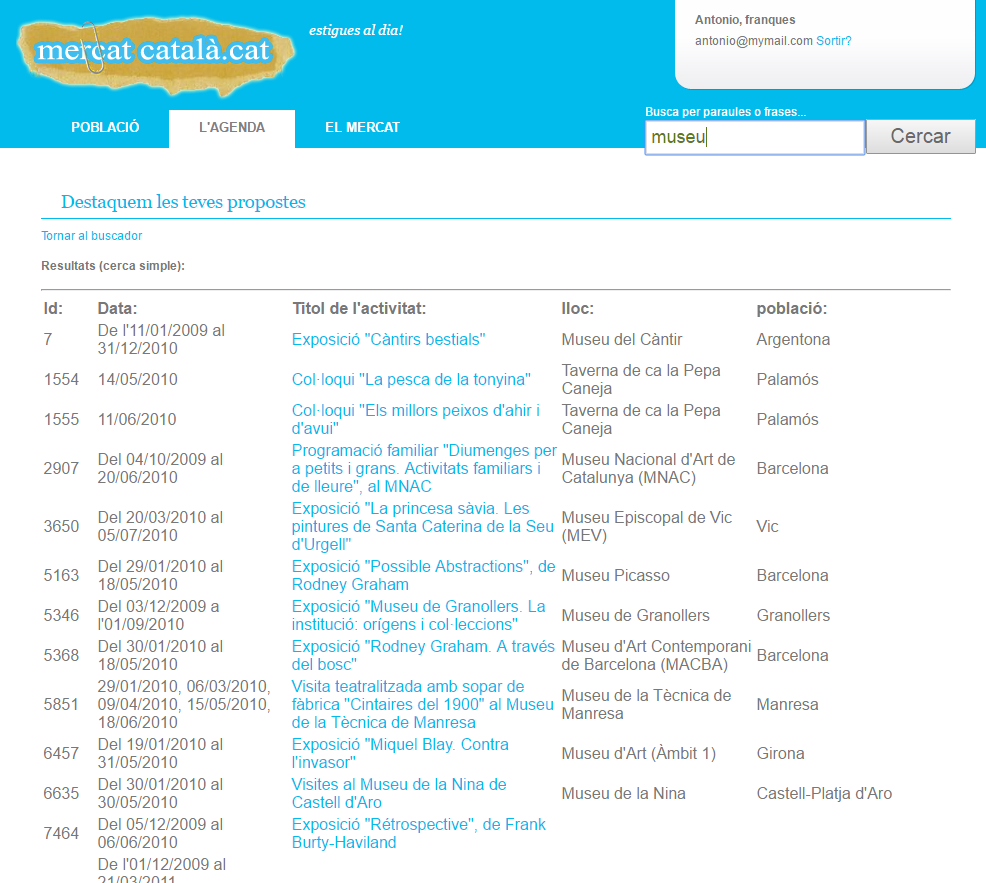 mercat català.cat
estigues al dia!
Antonio, franques
antonio@mymail.com Sortir?
Busca per paraules o frases...
POBLACIÓ L'AGENDA EL MERCAT
museu Cercar
Destaquem les teves propostes
Tornar al buscador
Resultats (cerca simple):
Id: Data: Titol de l'activitat: lloc: població:
7 De l'11/01/2009 al
31/12/2010 Exposició "Càntirs bestials" Museu del Càntir Argentona
1554 14/05/2010 Col·loqui "La pesca de la tonyina" Taverna de ca la Pepa
Caneja Palamós
1555 11/06/2010 Col·loqui "Els millors peixos d'ahir i
d'avui" Taverna de ca la Pepa
Caneja Palamós
2907 Del 04/10/2009 al
20/06/2010 Programació familiar "Diumenges per
a petits i grans. Activitats familiars i
de lleure", al MNAC Museu Nacional d'Art de
Catalunya (MNAC) Barcelona
3650 Del 20/03/2010 al
05/07/2010 Exposició "La princesa sàvia. Les
pintures de Santa Caterina de la Seu
d'Urgell" Museu Episcopal de Vic
(MEV) Vic
5163 Del 29/01/2010 al
18/05/2010 Exposició "Possible Abstractions", de
Rodney Graham Museu Picasso Barcelona
5346 Del 03/12/2009 a
l'01/09/2010 Exposició "Museu de Granollers. La
institució: orígens i col·leccions" Museu de Granollers Granollers
5368 Del 30/01/2010 al
18/05/2010 Exposició "Rodney Graham. A través
del bosc" Museu d'Art Contemporani
de Barcelona (MACBA) Barcelona
5851 29/01/2010, 06/03/2010,
09/04/2010, 15/05/2010,
18/06/2010 Visita teatralitzada amb sopar de
fàbrica "Cintaires del 1900" al Museu
de la Tècnica de Manresa Museu de la Tècnica de
Manresa Manresa
6457 Del 19/01/2010 al
31/05/2010 Exposició "Miquel Blay. Contra
l'invasor" Museu d'Art (Àmbit 1) Girona
6635 Del 30/01/2010 al
30/05/2010 Visites al Museu de la Nina de
Castell d'Aro Museu de la Nina Castell-Platja d'Aro
7464 Del 05/12/2009 al
06/06/2010 Exposició "Rétrospective", de Frank
Burty-Haviland
De l'01/12/2009 al
21/03/2011